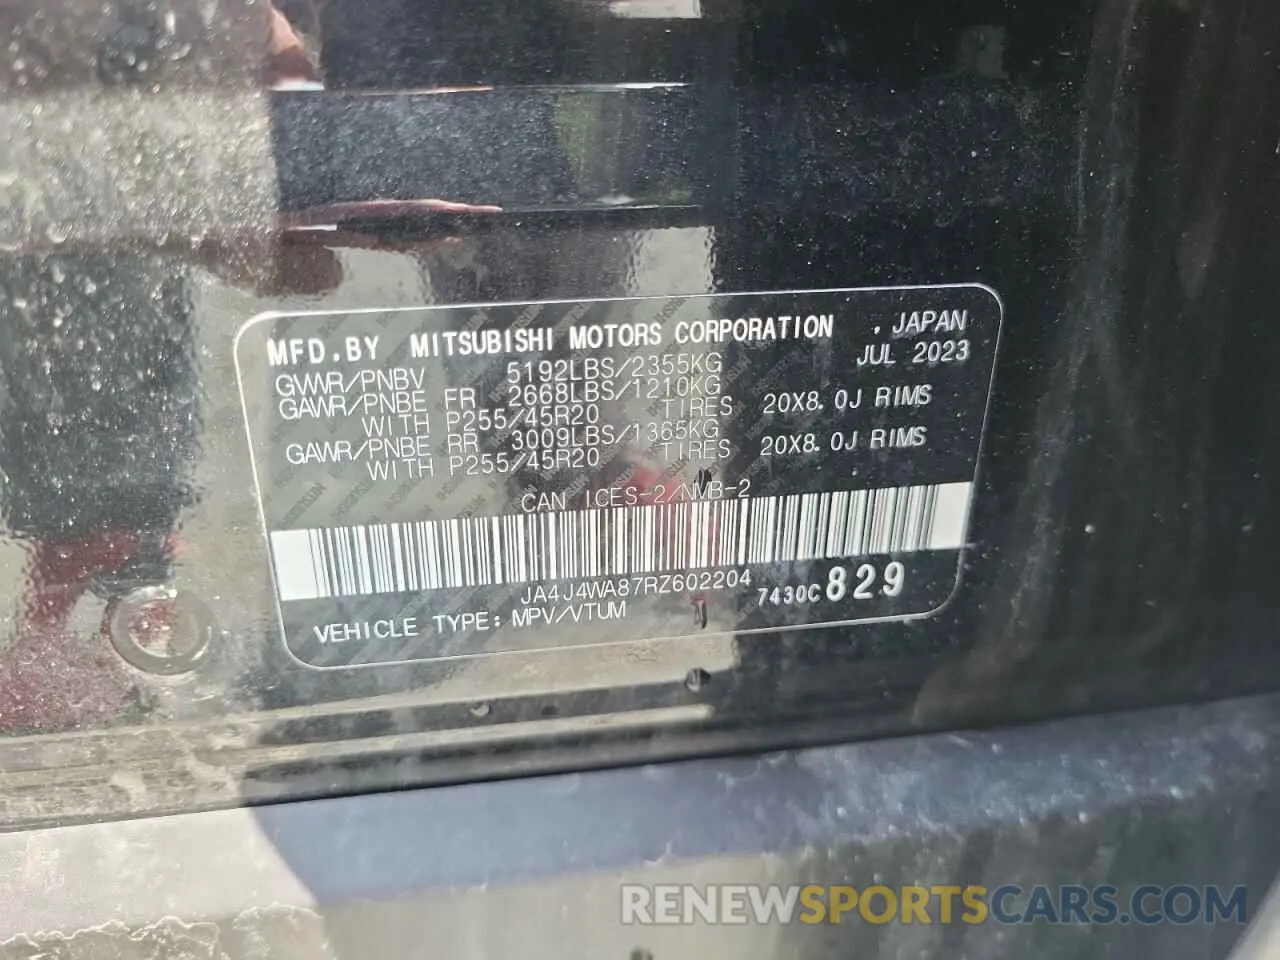 MFD.BY MITSUBISHI MOTORS CORPORATION . JAPAN
JUL 2023
GVWR/PNBV 5192LBS/2355KG
GAWR/PNBE FR 2668LBS/1210KG
WITH P255/45R20 TIRES 20X8.0J RIMS
GAWR/PNBE RR 3009LBS/1365KG
WITH P255/45R20 TIRES 20X8.0J RIMS
CAN ICES-2/NMB-2
JA4J4WA87RZ602204
7430C 829
VEHICLE TYPE: MPV/VTUM
RENEWSPORTSCARS.COM